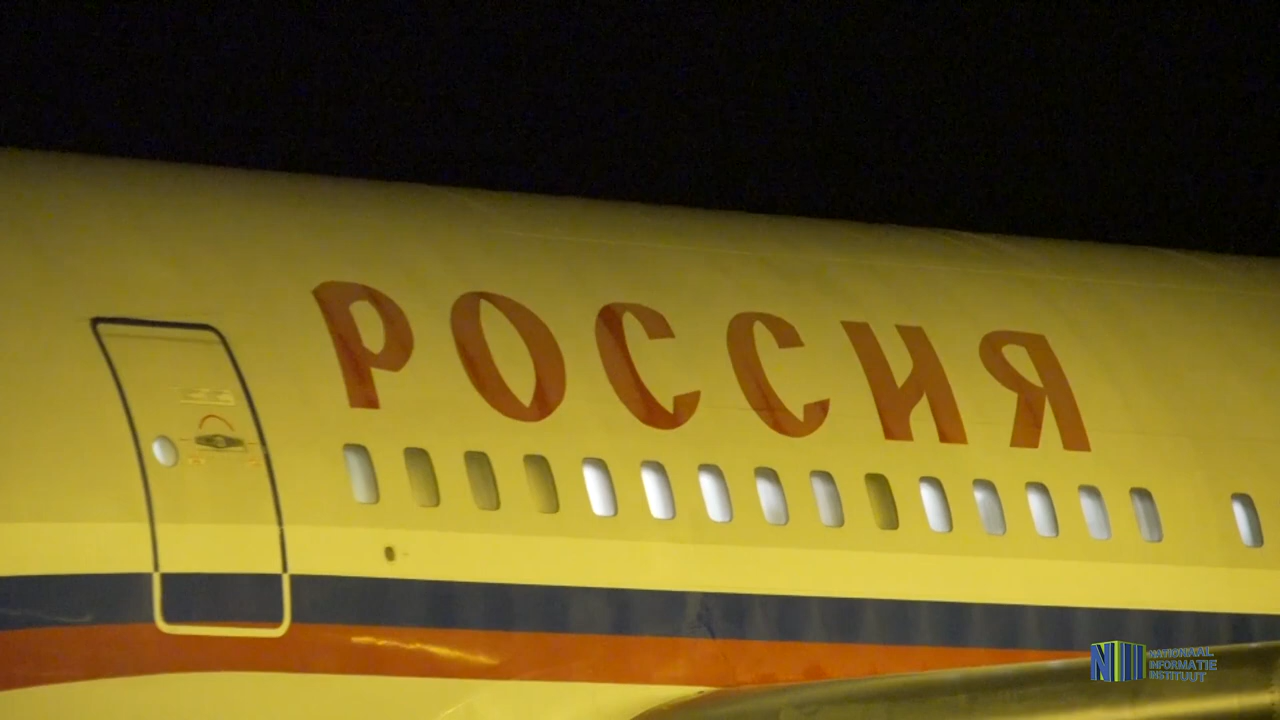 РОССИЯ
NATIONAAL
INFORMATIE
INSTITUUT